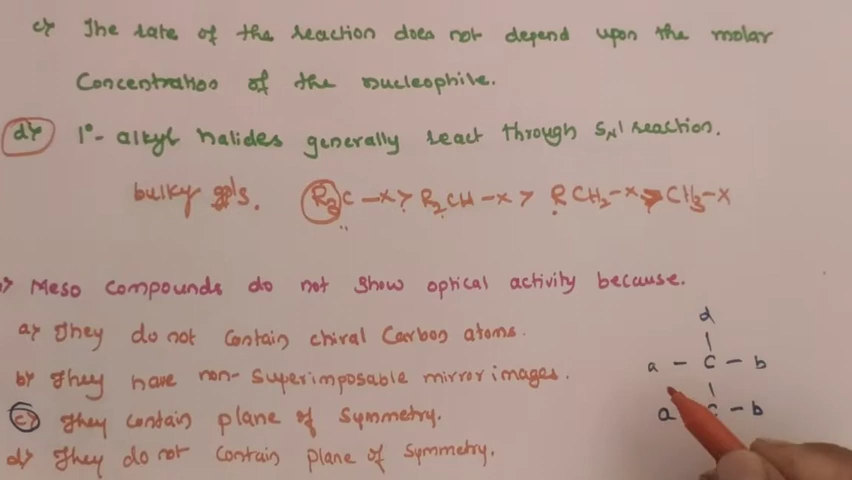 c) The rate of the reaction does not depend upon the molar
Concentration of the nucleophile.
d) 1°- alkyl halides generally react through SN1 reaction.
bulky gps. R3C-X > R2CH-X > RCH2-X > CH3-X
Meso compounds do not show optical activity because.
a) They do not contain chiral Carbon atoms.
b) They have non-Superimposable mirror images.
c) They contain plane of Symmetry.
d) They do not contain plane of Symmetry.
d
a - C - b
a C - b